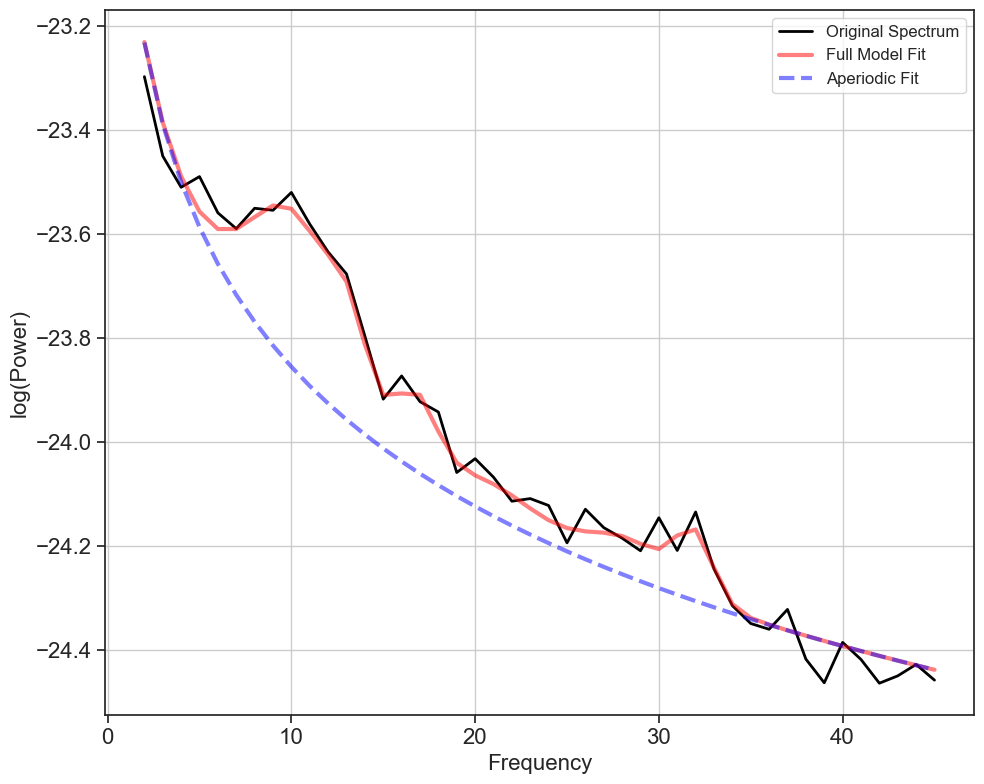 Original Spectrum
Full Model Fit
Aperiodic Fit
−23.2
−23.4
−23.6
−23.8
−24.0
−24.2
−24.4
log(Power)
0 10 20 30 40
Frequency